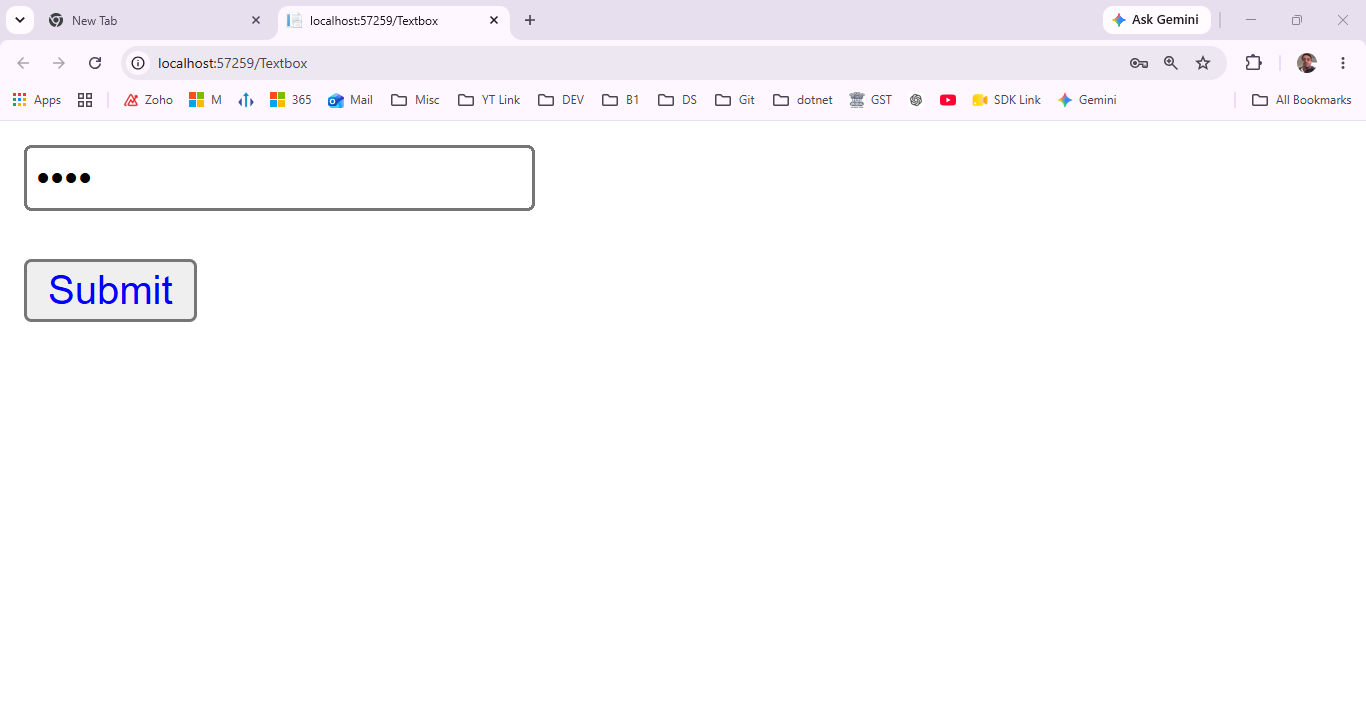 New Tab
localhost:57259/Textbox
Ask Gemini
localhost:57259/Textbox
Apps Zoho M 365 Mail Misc YT Link DEV B1 DS Git dotnet GST SDK Link Gemini All Bookmarks
••••
Submit